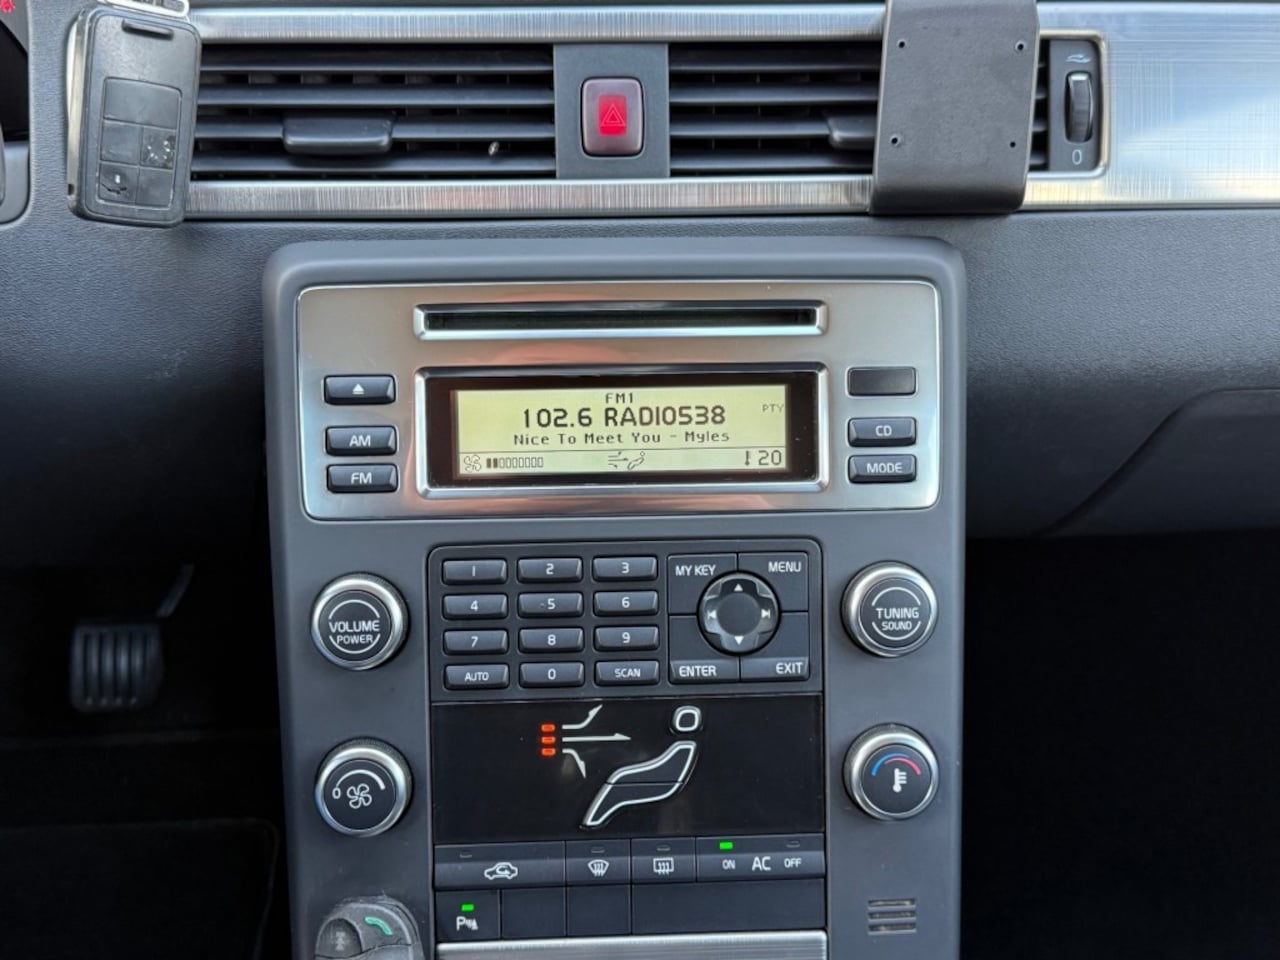 0
FM1
102.6 RADIO538
PTY
Nice To Meet You - Myles
20
AM
FM
CD
MODE
1
2
3
MY KEY
MENU
4
5
6
7
8
9
AUTO
0
SCAN
ENTER
EXIT
VOLUME
POWER
TUNING
SOUND
0
ON
AC
OFF
P